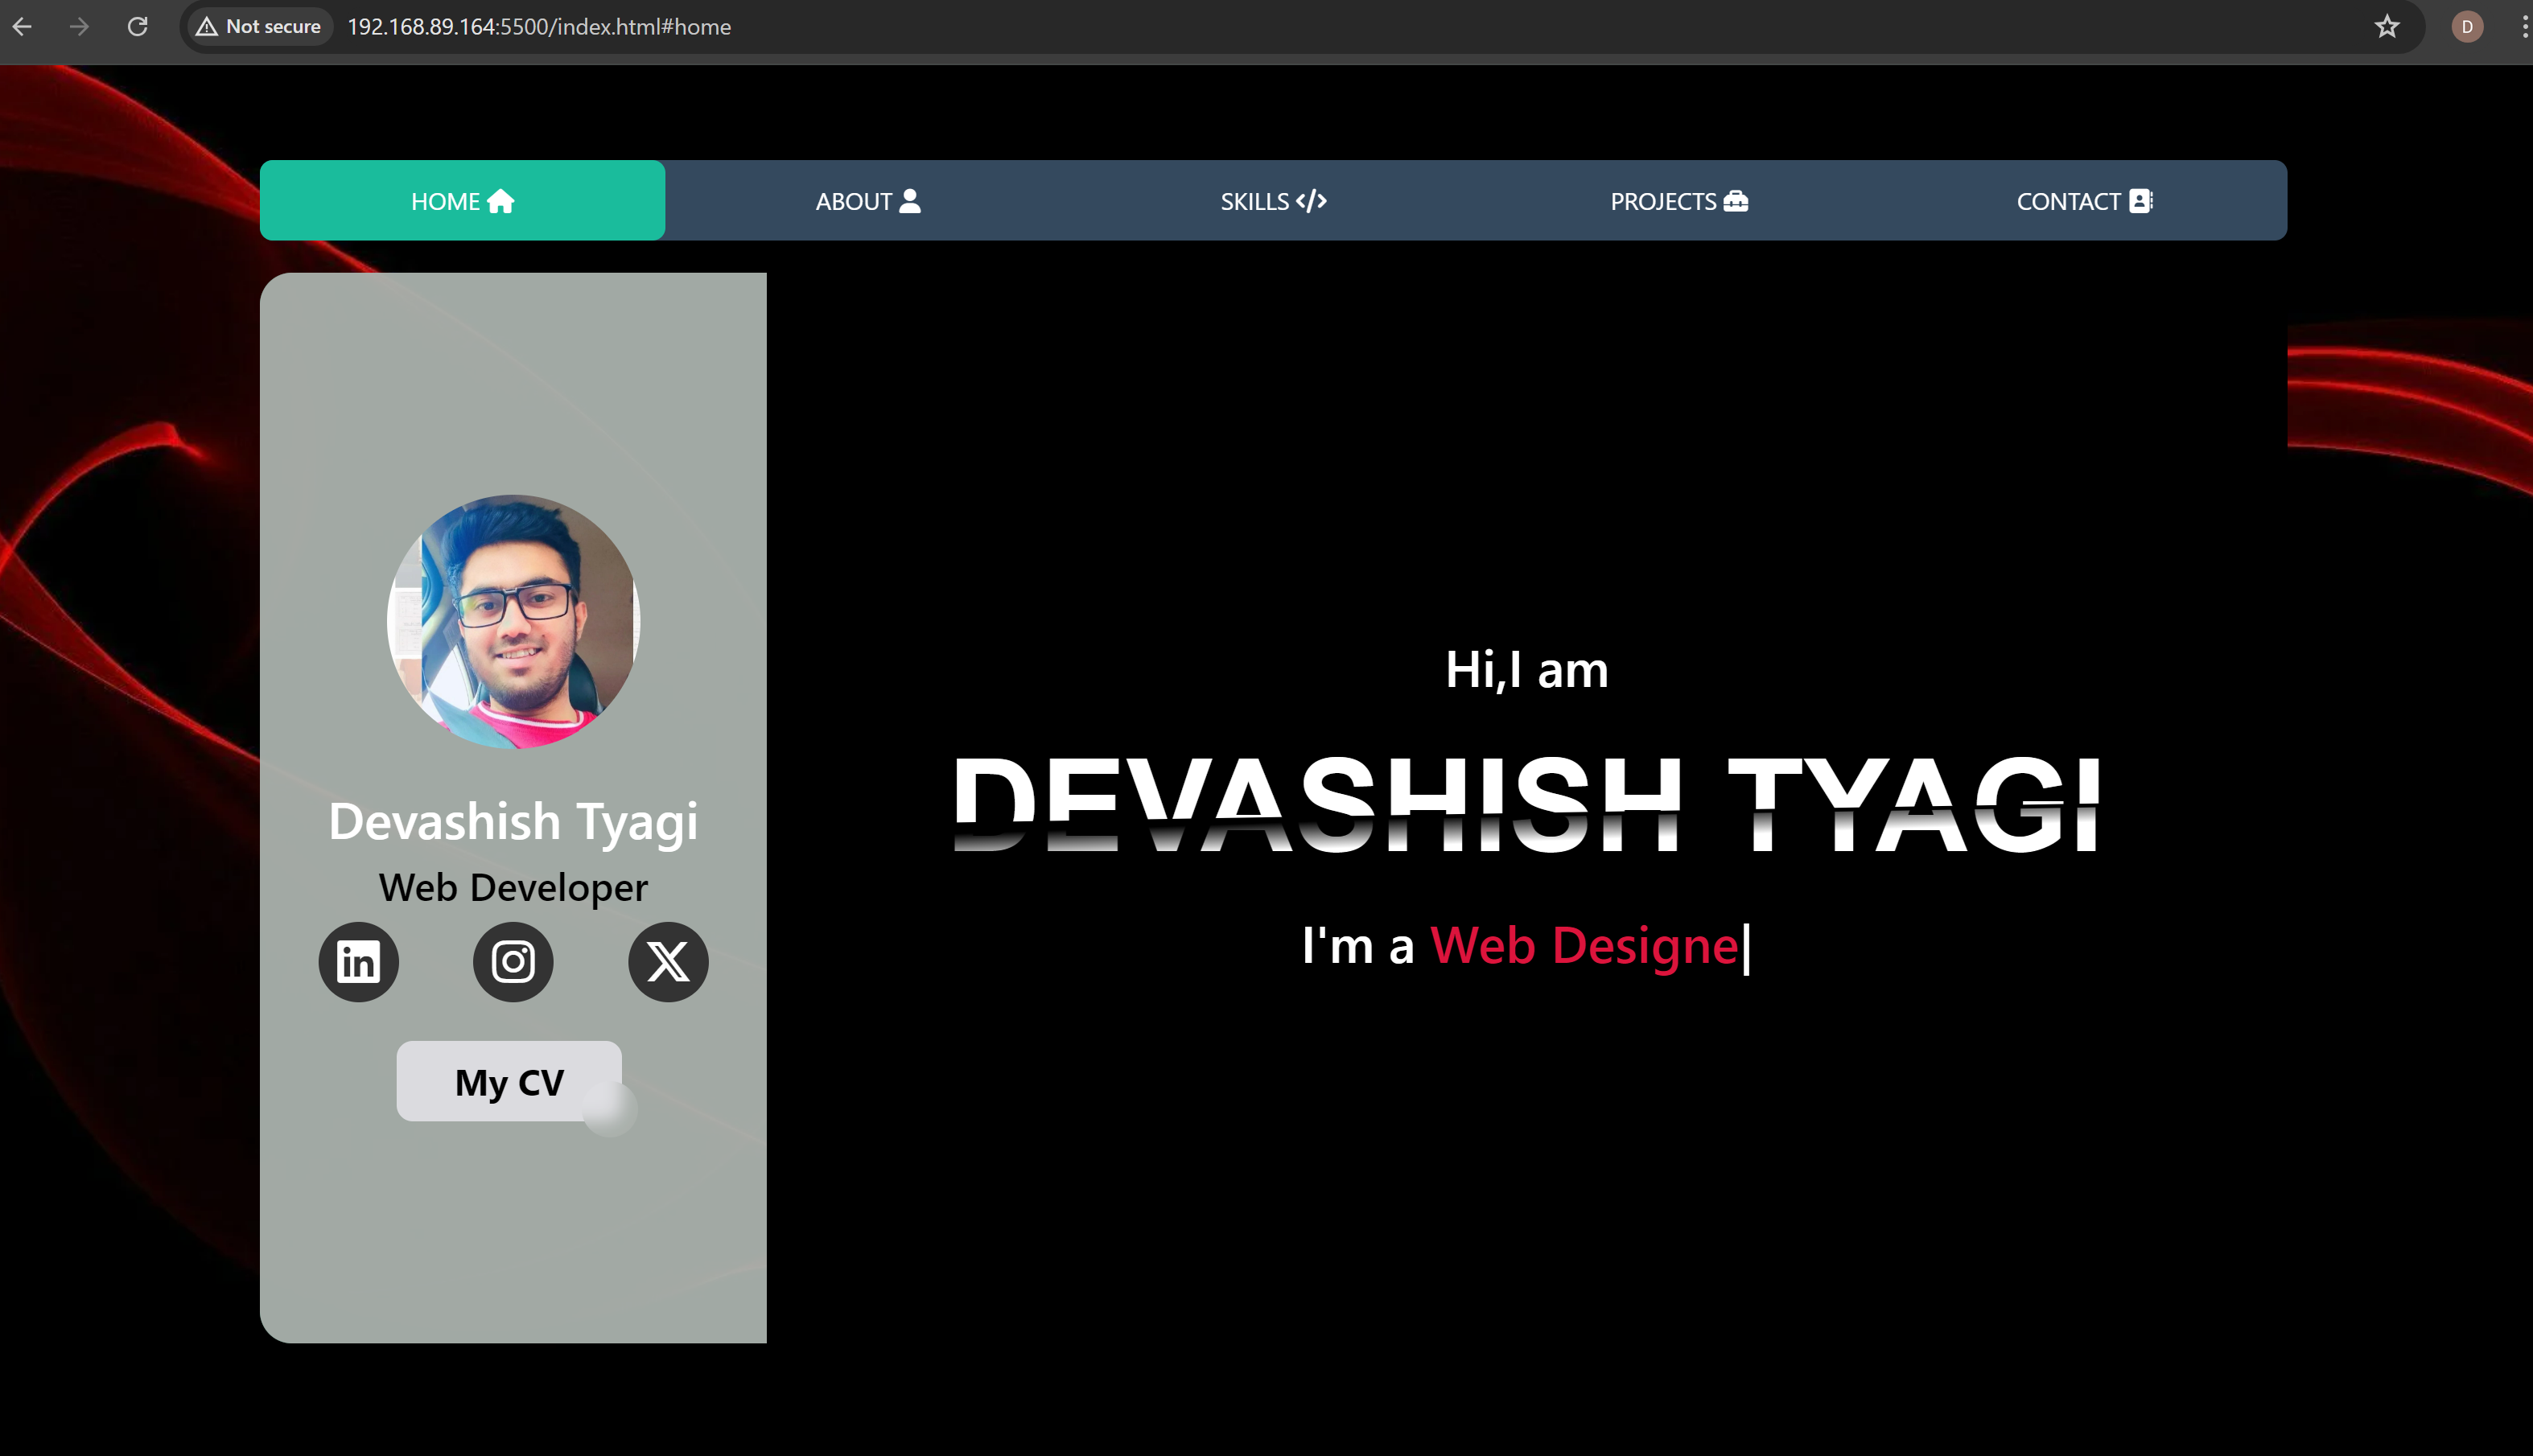 Not secure 192.168.89.164:5500/index.html#home D
HOME ABOUT SKILLS </> PROJECTS CONTACT
Devashish Tyagi
Web Developer
in X
My CV
Hi,I am
DEVASHISH TYAGI
I'm a Web Designe|